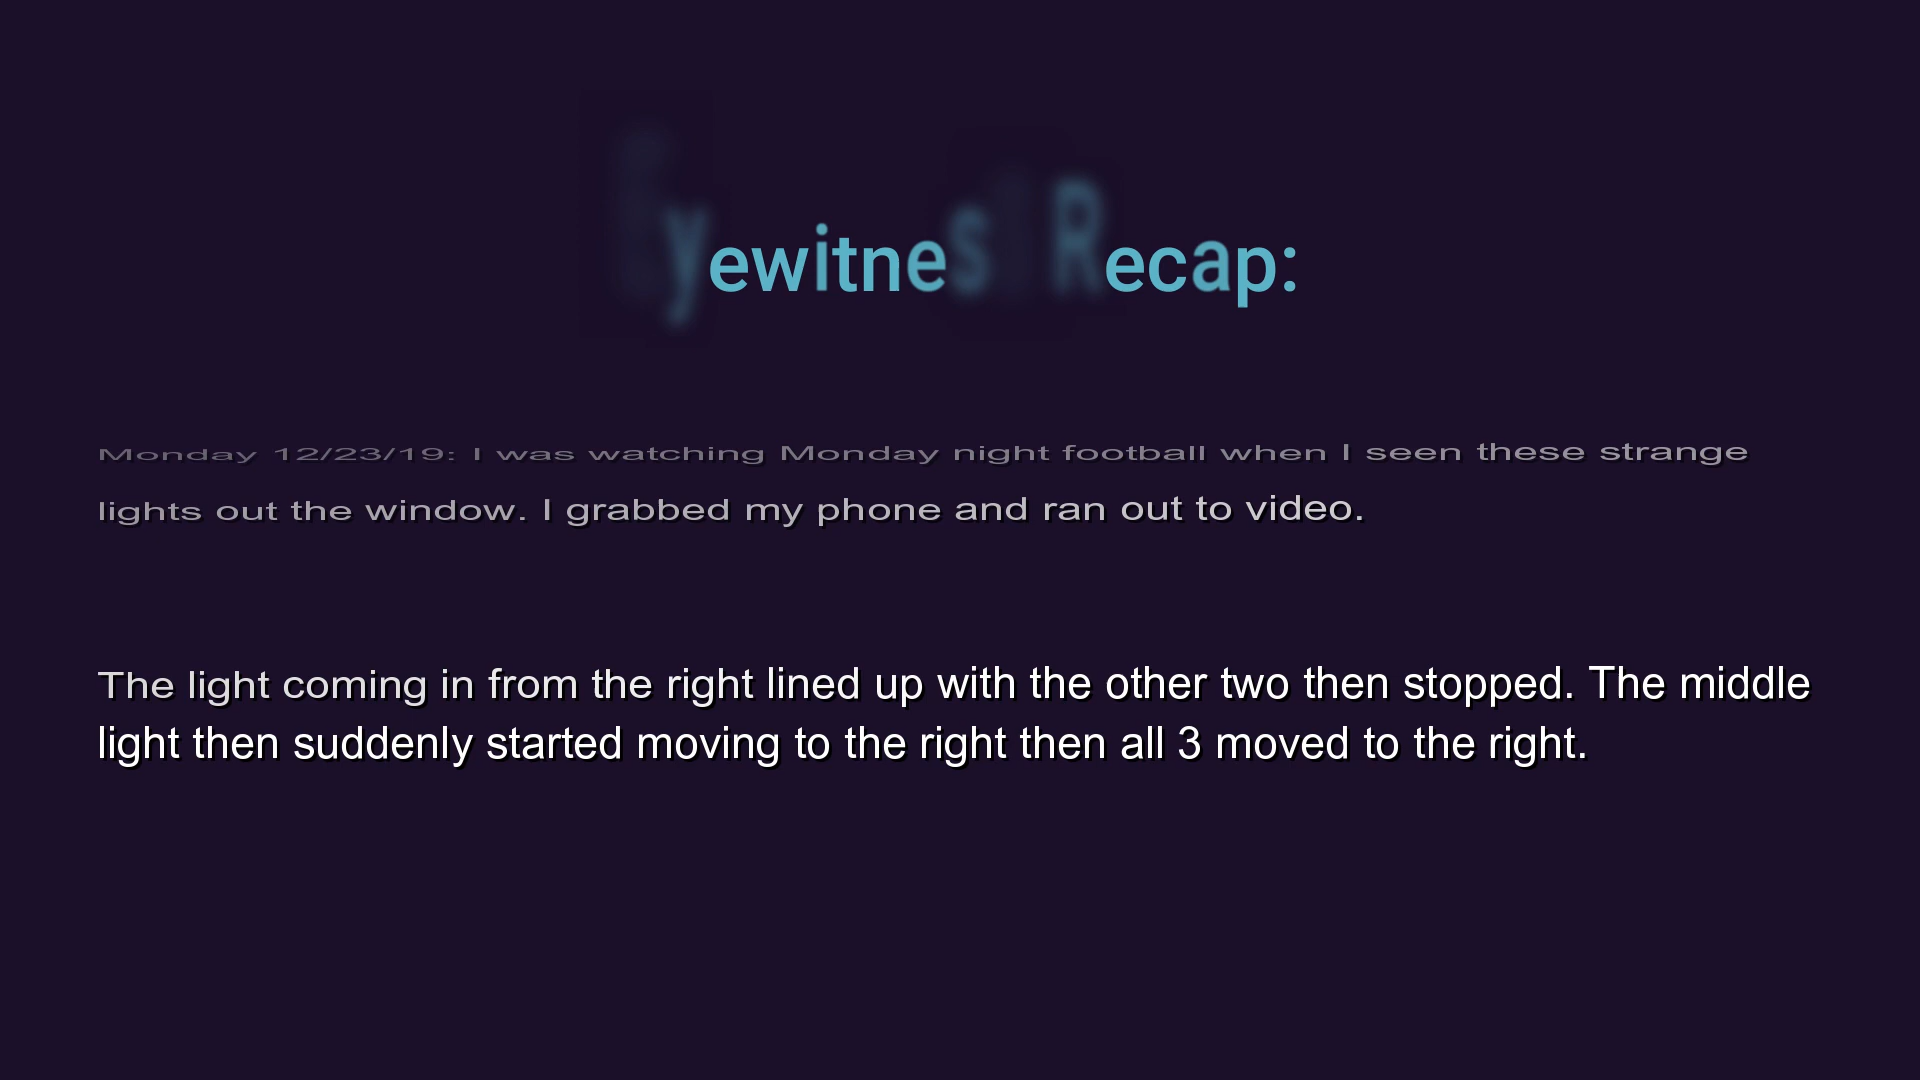 Eyewitness Recap:
Monday 12/23/19: I was watching Monday night football when I seen these strange
lights out the window. I grabbed my phone and ran out to video.
The light coming in from the right lined up with the other two then stopped. The middle
light then suddenly started moving to the right then all 3 moved to the right.